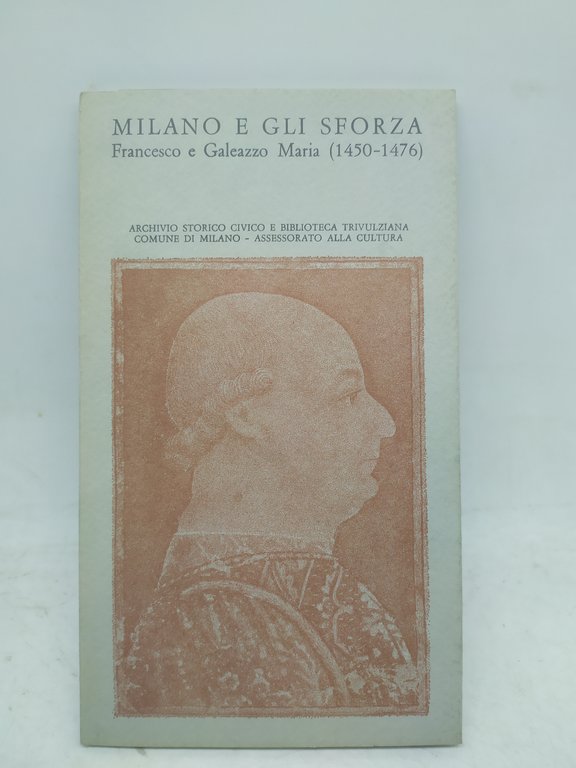 MILANO E GLI SFORZA
Francesco e Galeazzo Maria (1450-1476)
ARCHIVIO STORICO CIVICO E BIBLIOTECA TRIVULZIANA
COMUNE DI MILANO - ASSESSORATO ALLA CULTURA